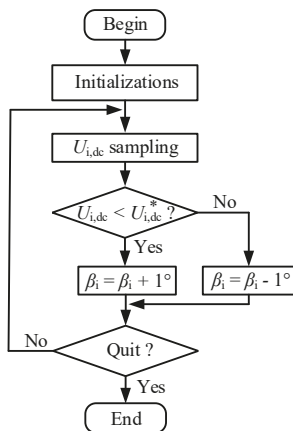 Begin
Initializations
U_i,dc sampling
U_i,dc < U_i,dc^* ?
No
Yes
β_i = β_i + 1°
β_i = β_i - 1°
No
Quit ?
Yes
End